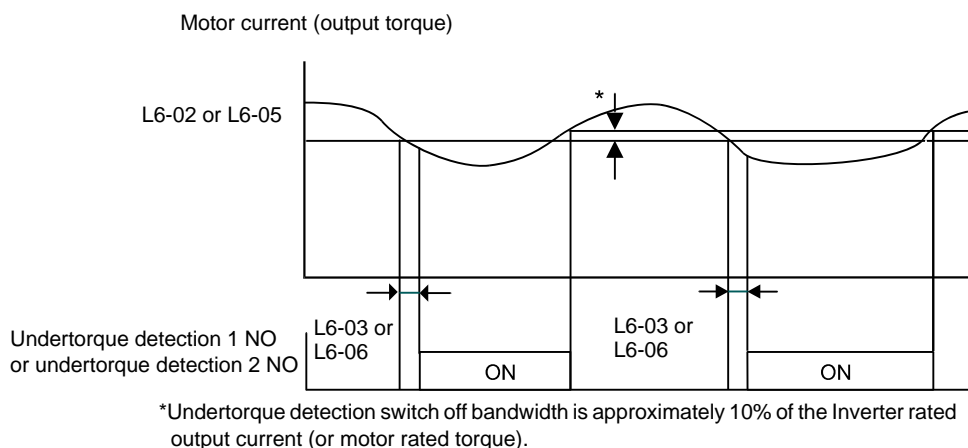 Motor current (output torque)
L6-02 or L6-05
*
L6-03 or
L6-06
L6-03 or
L6-06
Undertorque detection 1 NO
or undertorque detection 2 NO
ON
ON
*Undertorque detection switch off bandwidth is approximately 10% of the Inverter rated
output current (or motor rated torque).